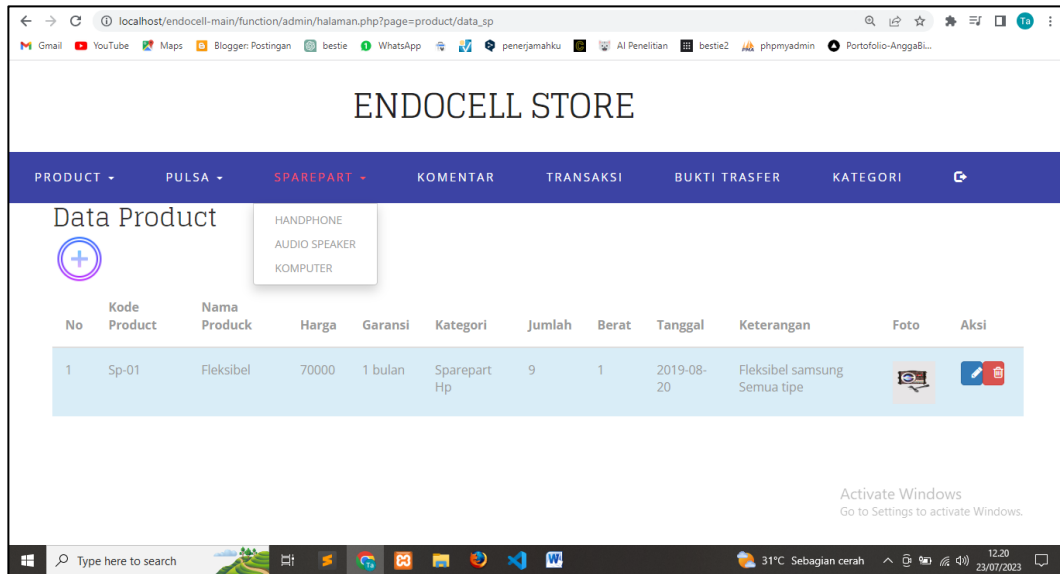 localhost/endocell-main/function/admin/halaman.php?page=product/data_sp
Ta
Gmail YouTube Maps Blogger: Postingan bestie WhatsApp penerjamahku AI Penelitian bestie2 phpmyadmin Portofolio-AnggaBi...
ENDOCELL STORE
PRODUCT PULSA SPAREPART KOMENTAR TRANSAKSI BUKTI TRASFER KATEGORI
Data Product
HANDPHONE
AUDIO SPEAKER
KOMPUTER
No Kode Product Nama Produck Harga Garansi Kategori Jumlah Berat Tanggal Keterangan Foto Aksi
1 Sp-01 Fleksibel 70000 1 bulan Sparepart Hp 9 1 2019-08-20 Fleksibel samsung Semua tipe
Activate Windows
Go to Settings to activate Windows.
Type here to search
31°C Sebagian cerah
12.20
23/07/2023